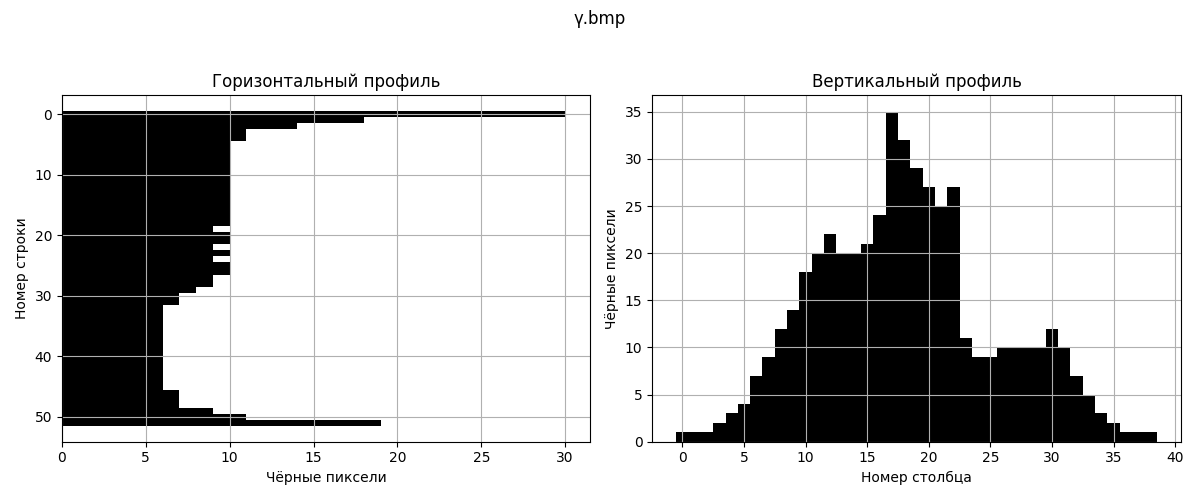 γ.bmp
Горизонтальный профиль
0
10
20
30
40
50
Номер строки
0 5 10 15 20 25 30
Чёрные пиксели
Вертикальный профиль
35
30
25
20
15
10
5
0
Чёрные пиксели
0 5 10 15 20 25 30 35 40
Номер столбца